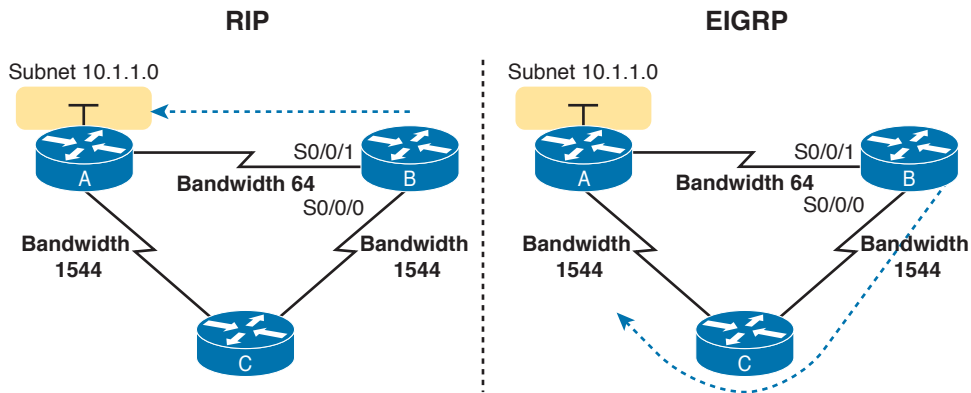 RIP
Subnet 10.1.1.0
A
S0/0/1
B
Bandwidth 64
S0/0/0
Bandwidth
1544
Bandwidth
1544
C
EIGRP
Subnet 10.1.1.0
A
S0/0/1
B
Bandwidth 64
S0/0/0
Bandwidth
1544
Bandwidth
1544
C